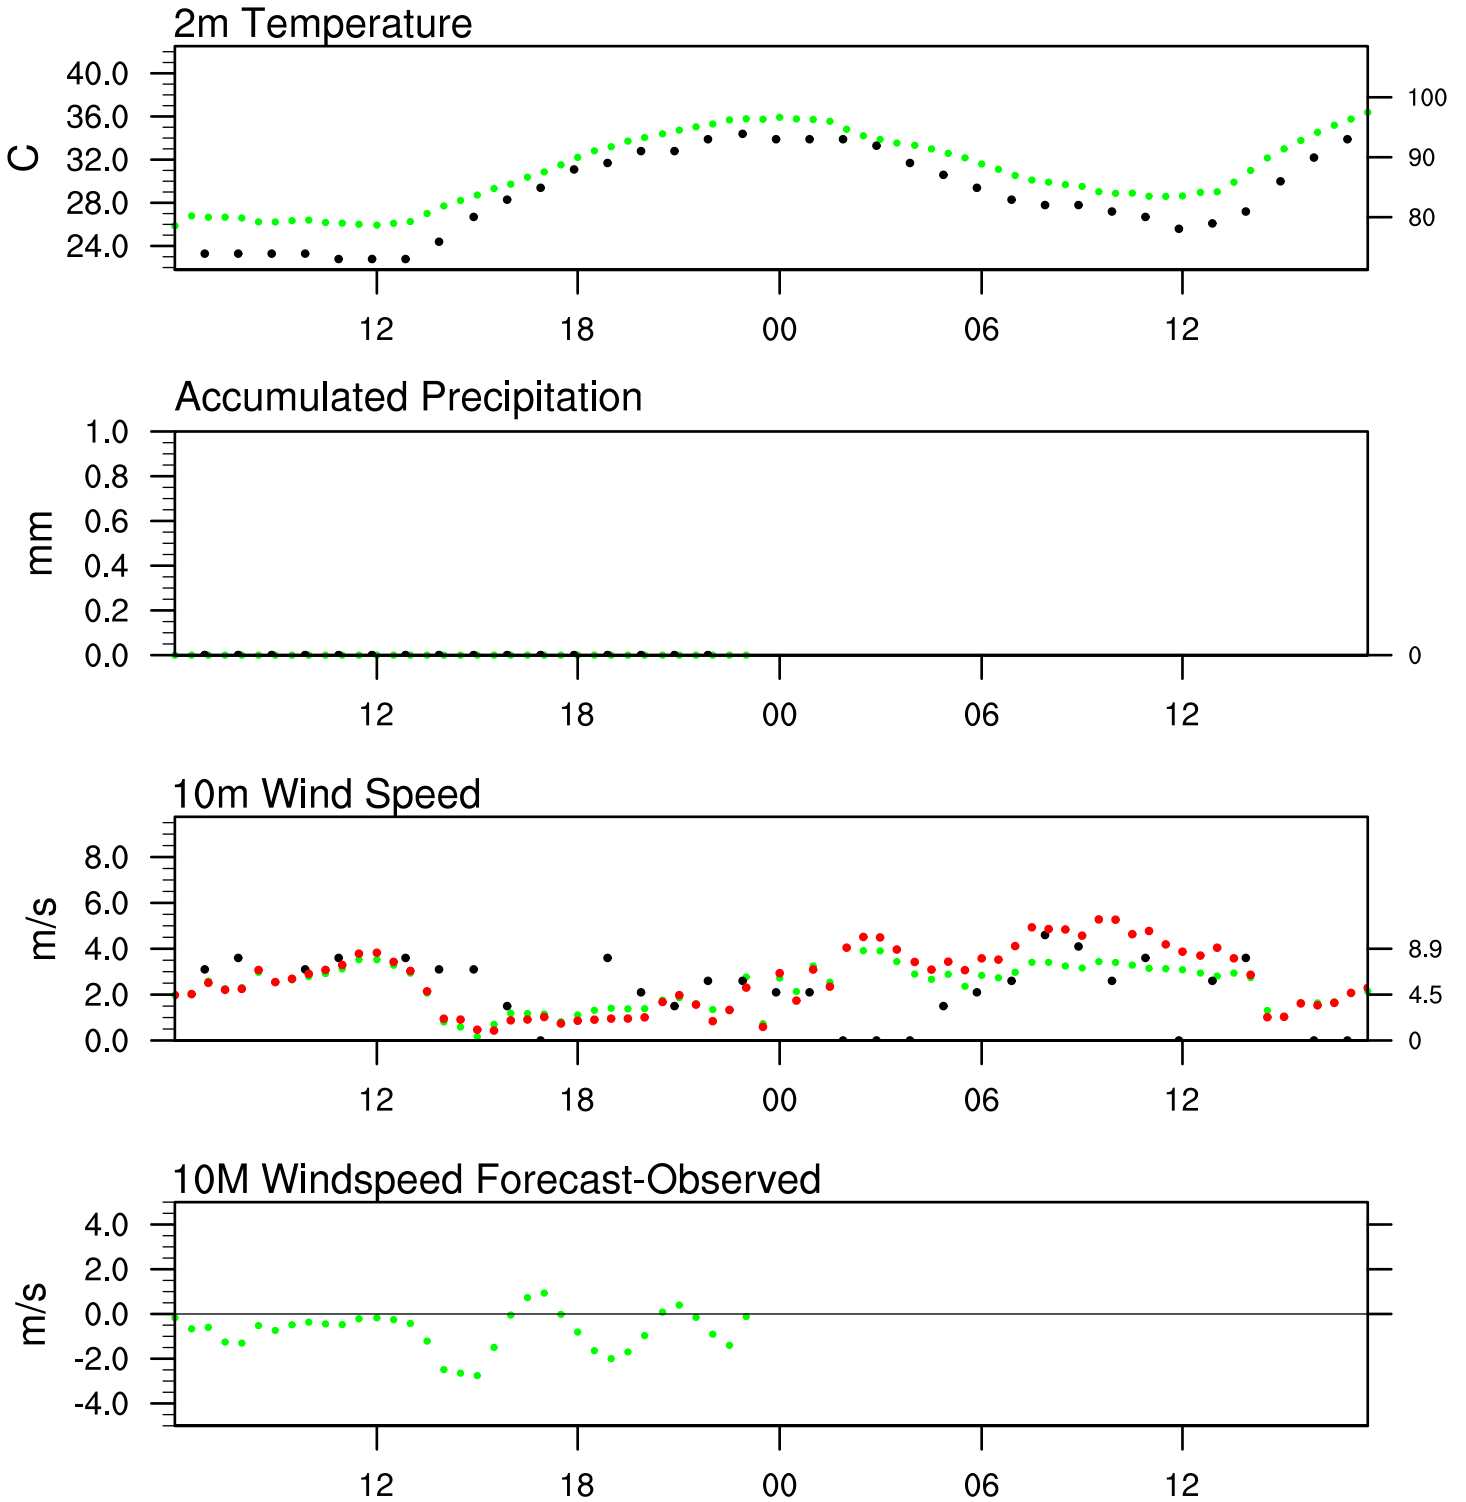 2m Temperature
40.0
36.0
32.0
28.0
24.0
C
100
90
80
12 18 00 06 12
Accumulated Precipitation
1.0
0.8
0.6
0.4
0.2
0.0
mm
0
12 18 00 06 12
10m Wind Speed
8.0
6.0
4.0
2.0
0.0
m/s
8.9
4.5
0
12 18 00 06 12
10M Windspeed Forecast-Observed
4.0
2.0
0.0
-2.0
-4.0
m/s
12 18 00 06 12